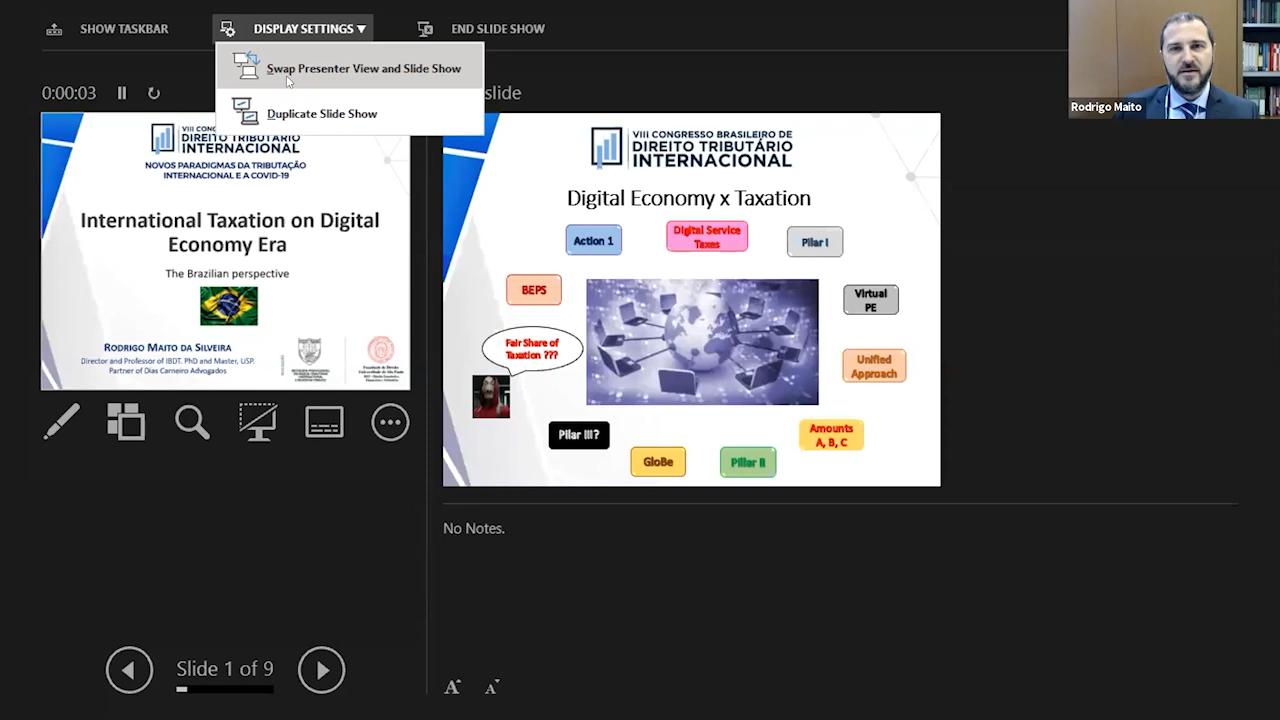 SHOW TASKBAR
DISPLAY SETTINGS ▼
END SLIDE SHOW
Swap Presenter View and Slide Show
Duplicate Slide Show
Rodrigo Maito
0:00:03
slide
VIII CONG
DIREITO TRIBUTÁRIO
INTERNACIONAL
NOVOS PARADIGMAS DA TRIBUTAÇÃO
INTERNACIONAL E A COVID-19
International Taxation on Digital
Economy Era
The Brazilian perspective
RODRIGO MAITO DA SILVEIRA
Director and Professor of IBDT. PhD and Master, USP.
Partner of Dias Carneiro Advogados
VIII CONGRESSO BRASILEIRO DE
DIREITO TRIBUTÁRIO
INTERNACIONAL
Digital Economy x Taxation
Action 1
Digital Service
Taxes
Pilar I
BEPS
Virtual
PE
Fair Share of
Taxation ???
Unified
Approach
Pilar III?
GloBe
Pillar II
Amounts
A, B, C
No Notes.
Slide 1 of 9
A A